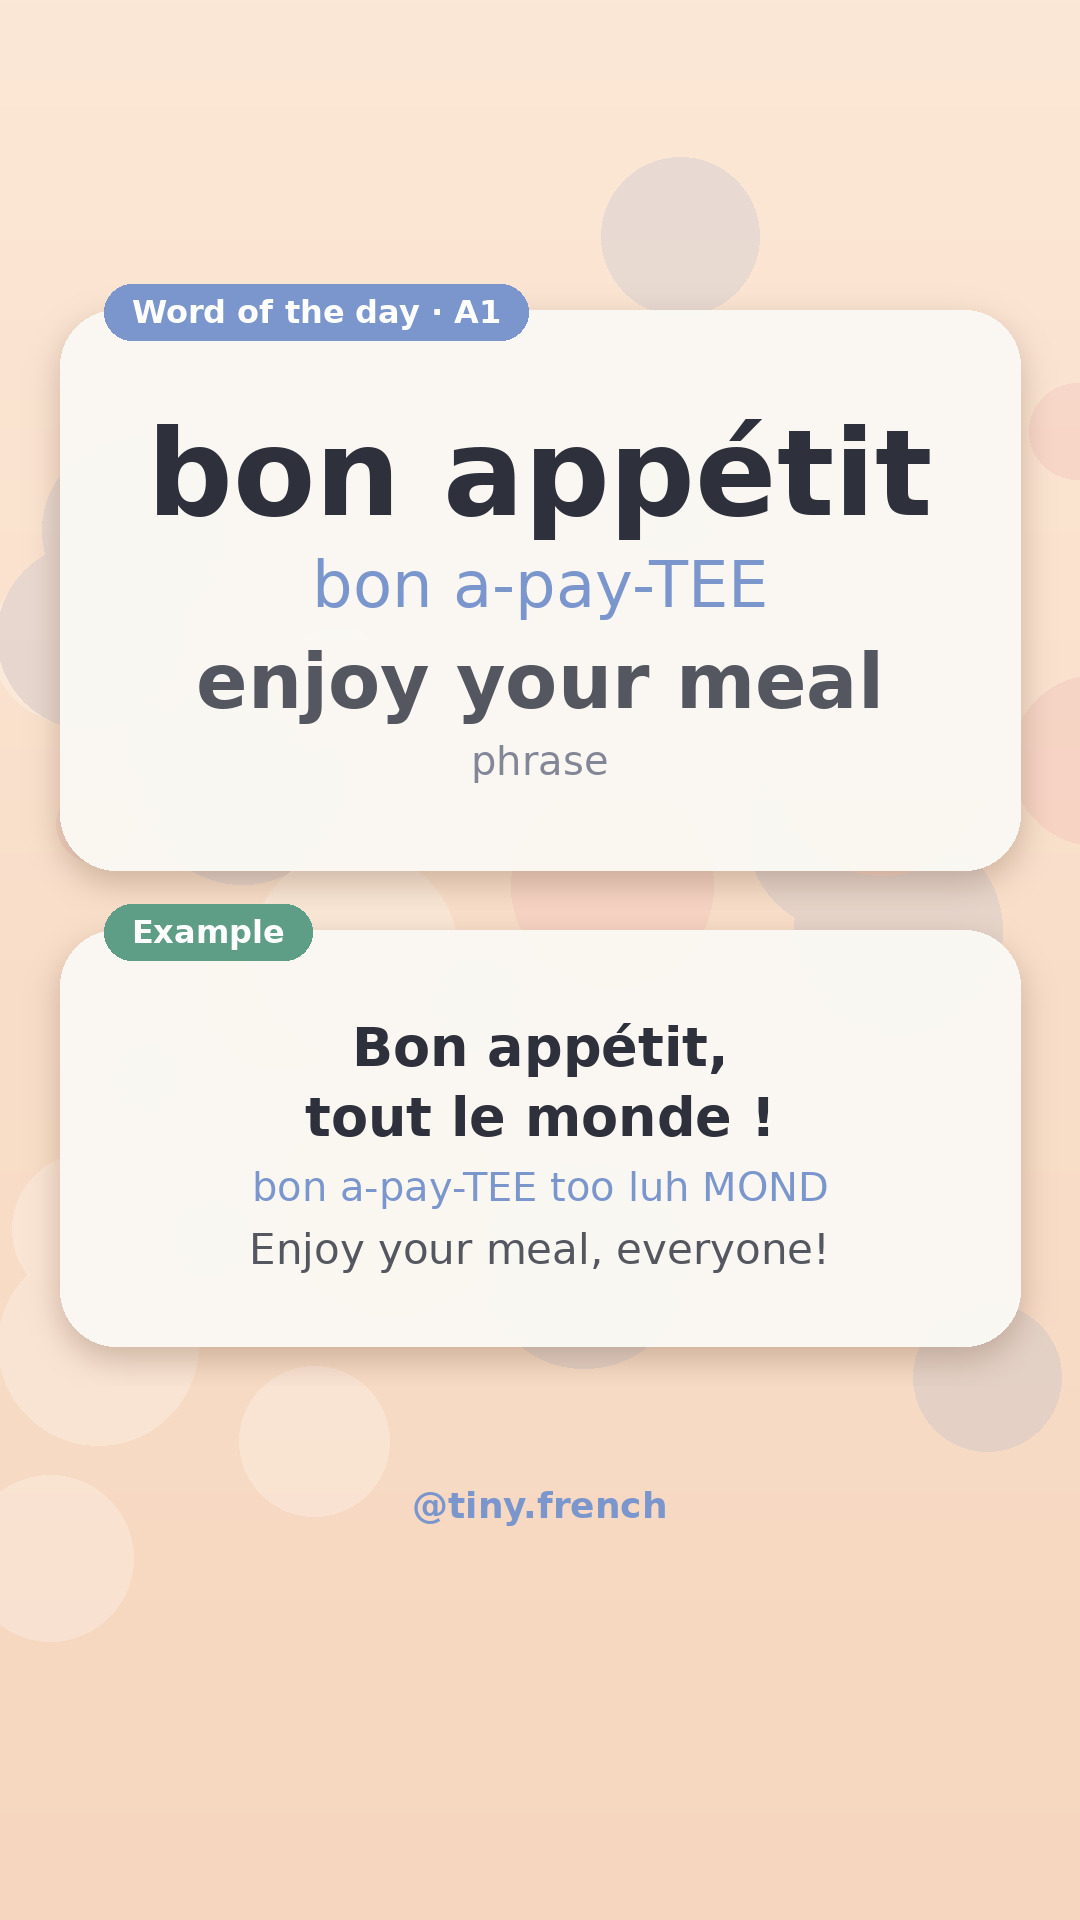 Word of the day · A1
bon appétit
bon a-pay-TEE
enjoy your meal
phrase
Example
Bon appétit,
tout le monde !
bon a-pay-TEE too luh MOND
Enjoy your meal, everyone!
@tiny.french